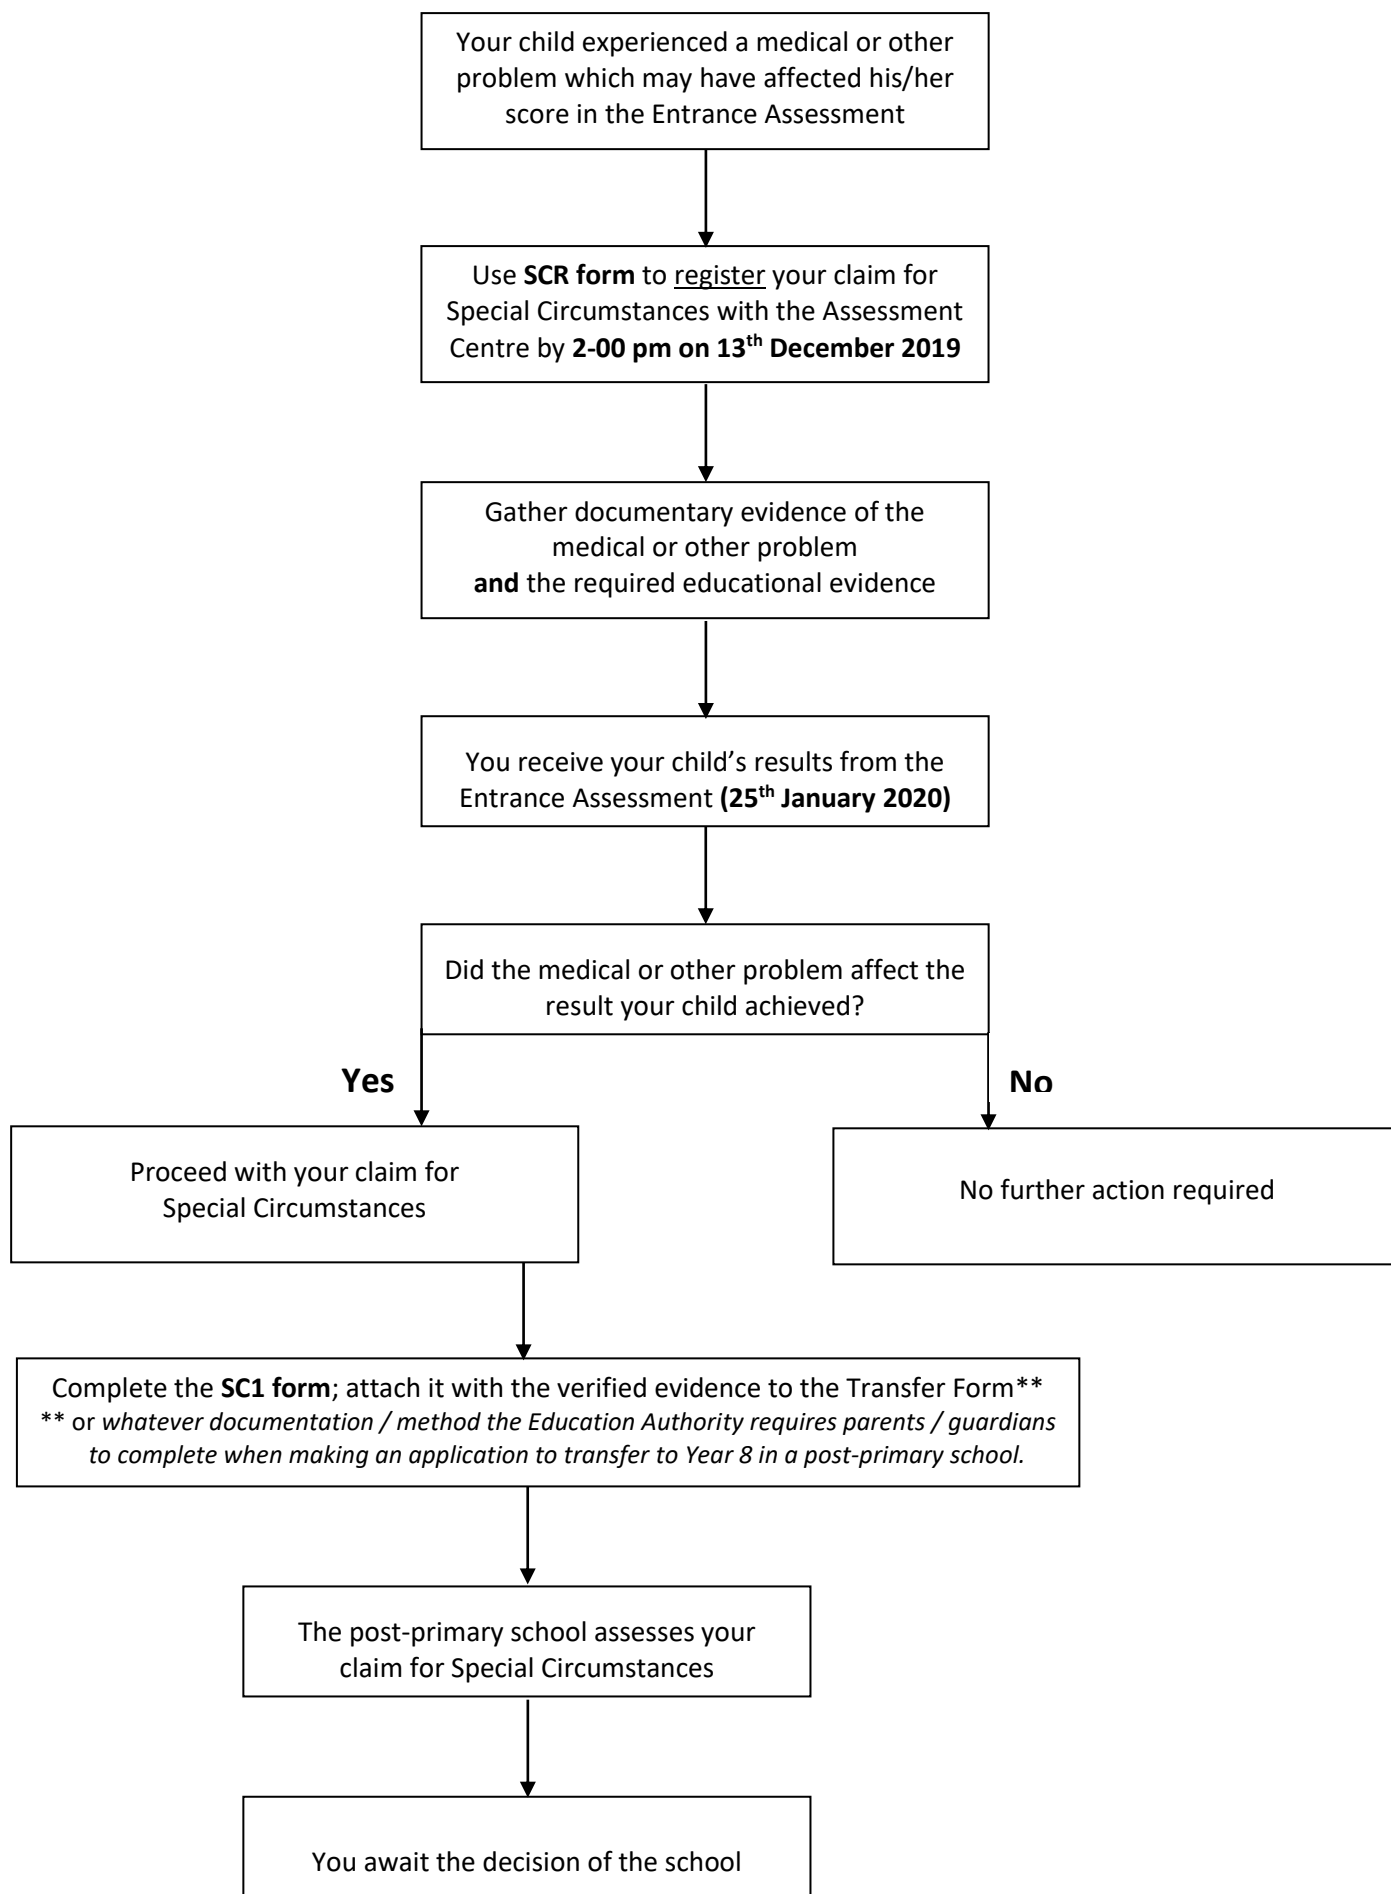 Your child experienced a medical or other
problem which may have affected his/her
score in the Entrance Assessment
Use SCR form to register your claim for
Special Circumstances with the Assessment
Centre by 2-00 pm on 13th December 2019
Gather documentary evidence of the
medical or other problem
and the required educational evidence
You receive your child’s results from the
Entrance Assessment (25th January 2020)
Did the medical or other problem affect the
result your child achieved?
Yes
No
Proceed with your claim for
Special Circumstances
No further action required
Complete the SC1 form; attach it with the verified evidence to the Transfer Form**
** or whatever documentation / method the Education Authority requires parents / guardians
to complete when making an application to transfer to Year 8 in a post-primary school.
The post-primary school assesses your
claim for Special Circumstances
You await the decision of the school